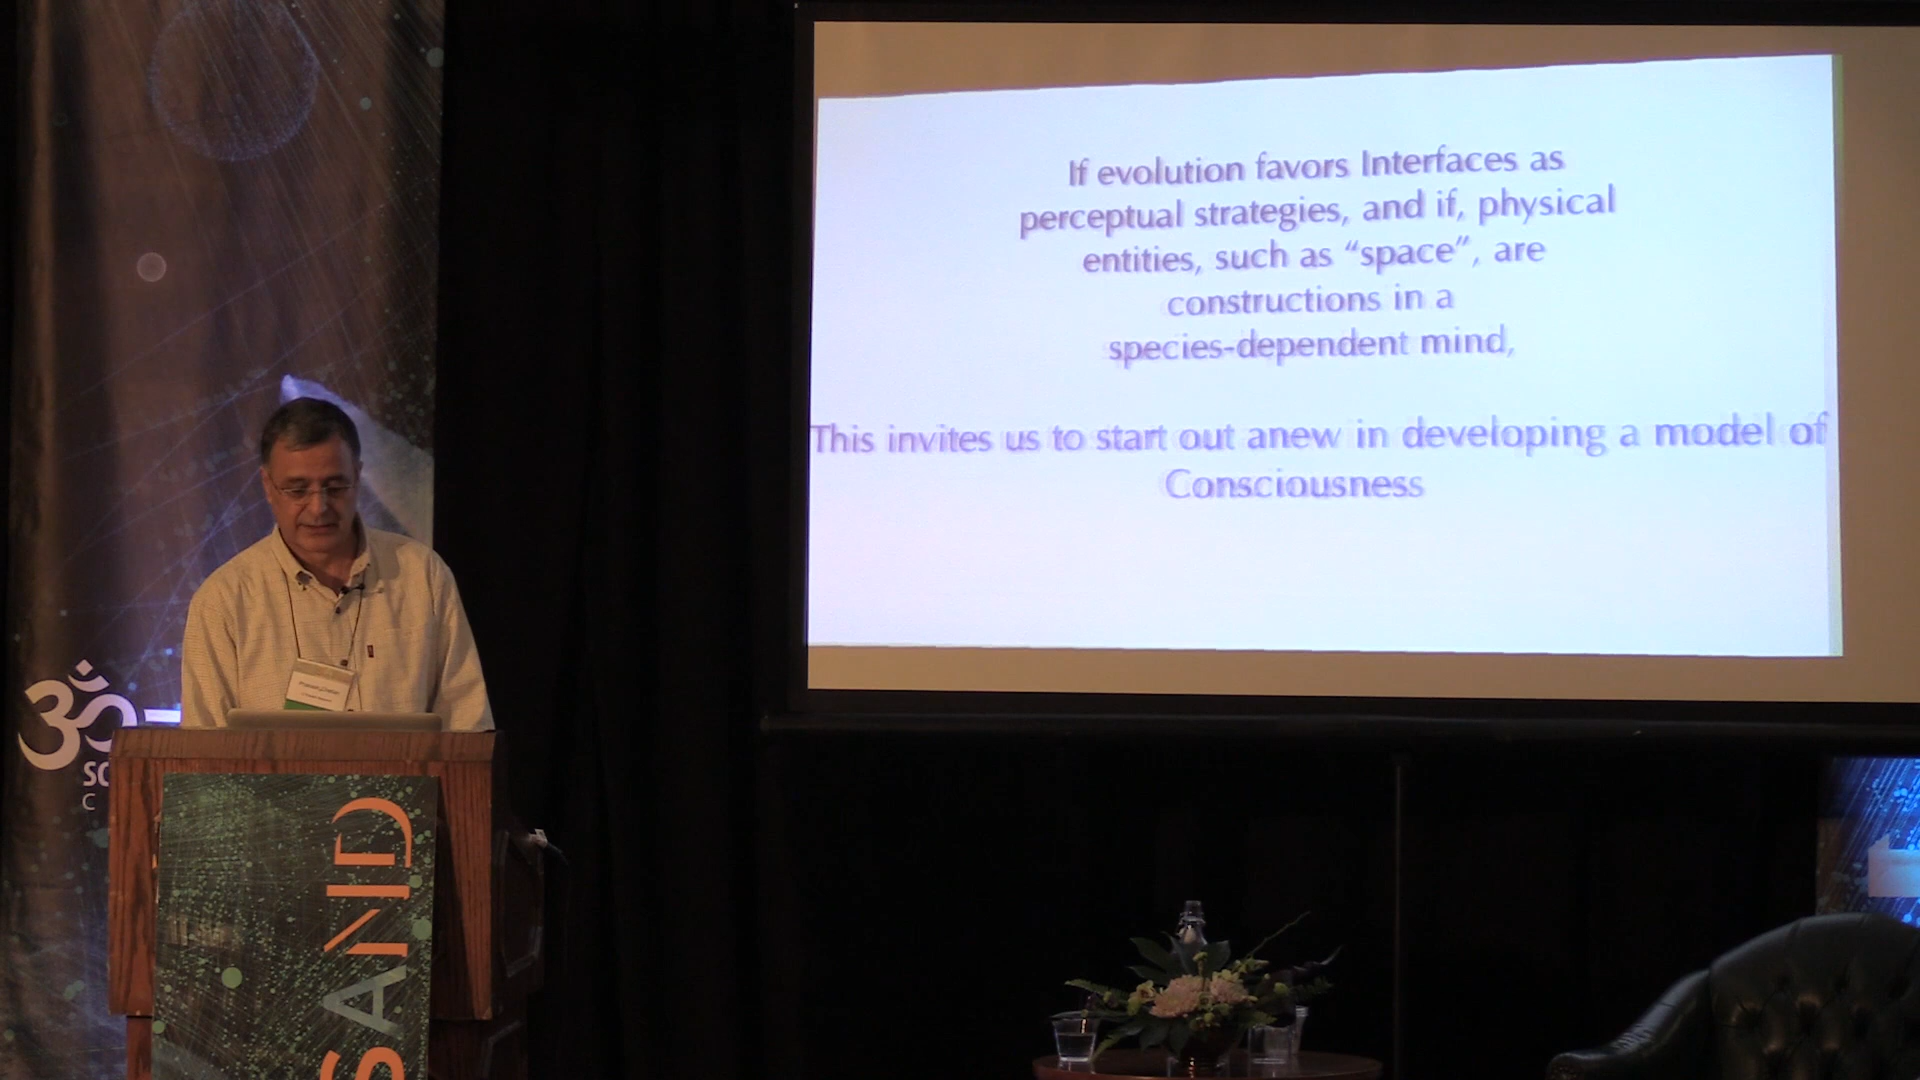 If evolution favors Interfaces as
perceptual strategies, and if, physical
entities, such as “space”, are
constructions in a
species-dependent mind,
This invites us to start out anew in developing a model of
Consciousness
ॐ
SC
C
SAND